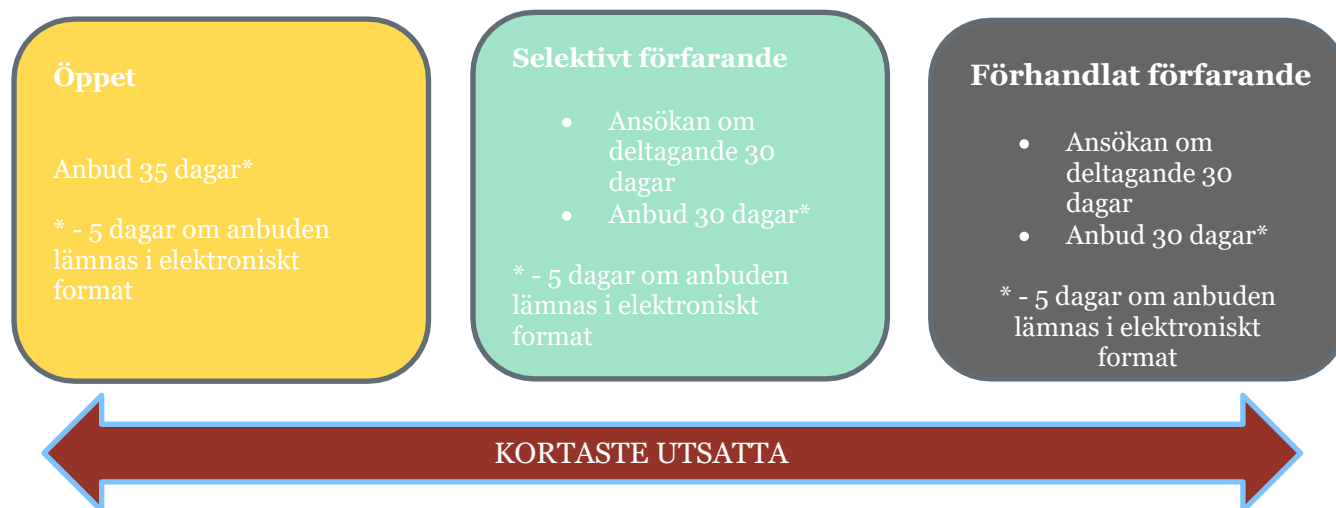 Öppet
Anbud 35 dagar*
* - 5 dagar om anbuden
lämnas i elektroniskt
format
Selektivt förfarande
• Ansökan om
deltagande 30
dagar
• Anbud 30 dagar*
* - 5 dagar om anbuden
lämnas i elektroniskt
format
Förhandlat förfarande
• Ansökan om
deltagande 30
dagar
• Anbud 30 dagar*
* - 5 dagar om anbuden
lämnas i elektroniskt
format
KORTASTE UTSATTA